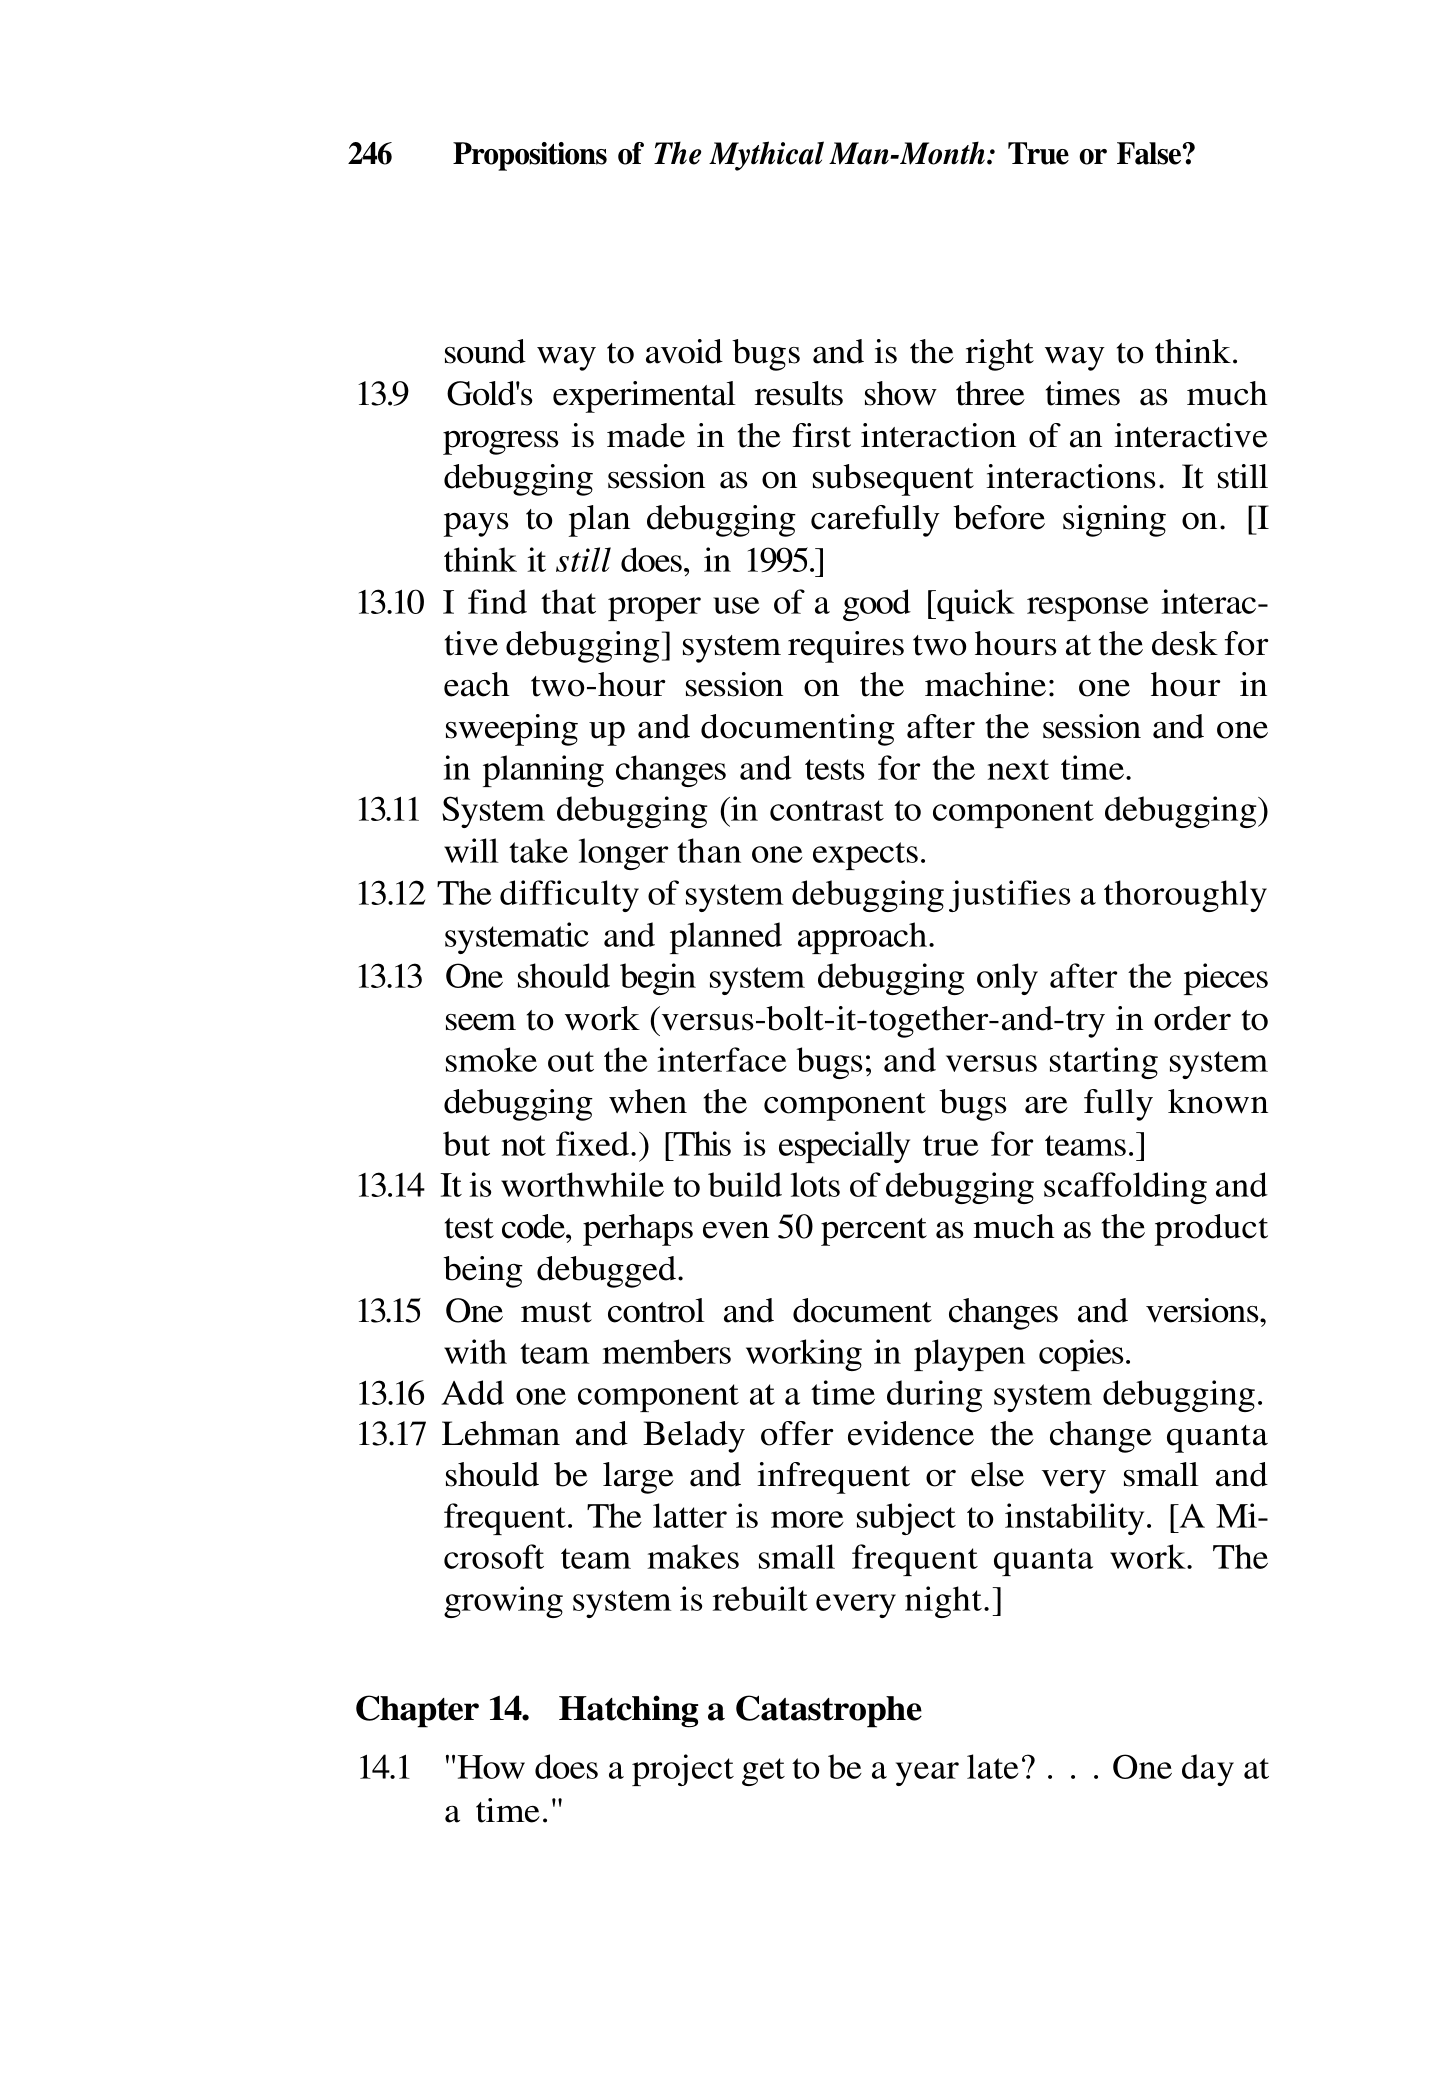 246 Propositions of The Mythical Man-Month: True or False?
sound way to avoid bugs and is the right way to think.
13.9 Gold's experimental results show three times as much
progress is made in the first interaction of an interactive
debugging session as on subsequent interactions. It still
pays to plan debugging carefully before signing on. [I
think it still does, in 1995.]
13.10 I find that proper use of a good [quick response interac-
tive debugging] system requires two hours at the desk for
each two-hour session on the machine: one hour in
sweeping up and documenting after the session and one
in planning changes and tests for the next time.
13.11 System debugging (in contrast to component debugging)
will take longer than one expects.
13.12 The difficulty of system debugging justifies a thoroughly
systematic and planned approach.
13.13 One should begin system debugging only after the pieces
seem to work (versus-bolt-it-together-and-try in order to
smoke out the interface bugs; and versus starting system
debugging when the component bugs are fully known
but not fixed.) [This is especially true for teams.]
13.14 It is worthwhile to build lots of debugging scaffolding and
test code, perhaps even 50 percent as much as the product
being debugged.
13.15 One must control and document changes and versions,
with team members working in playpen copies.
13.16 Add one component at a time during system debugging.
13.17 Lehman and Belady offer evidence the change quanta
should be large and infrequent or else very small and
frequent. The latter is more subject to instability. [A Mi-
crosoft team makes small frequent quanta work. The
growing system is rebuilt every night.]
Chapter 14. Hatching a Catastrophe
14.1 "How does a project get to be a year late? . . . One day at
a time."